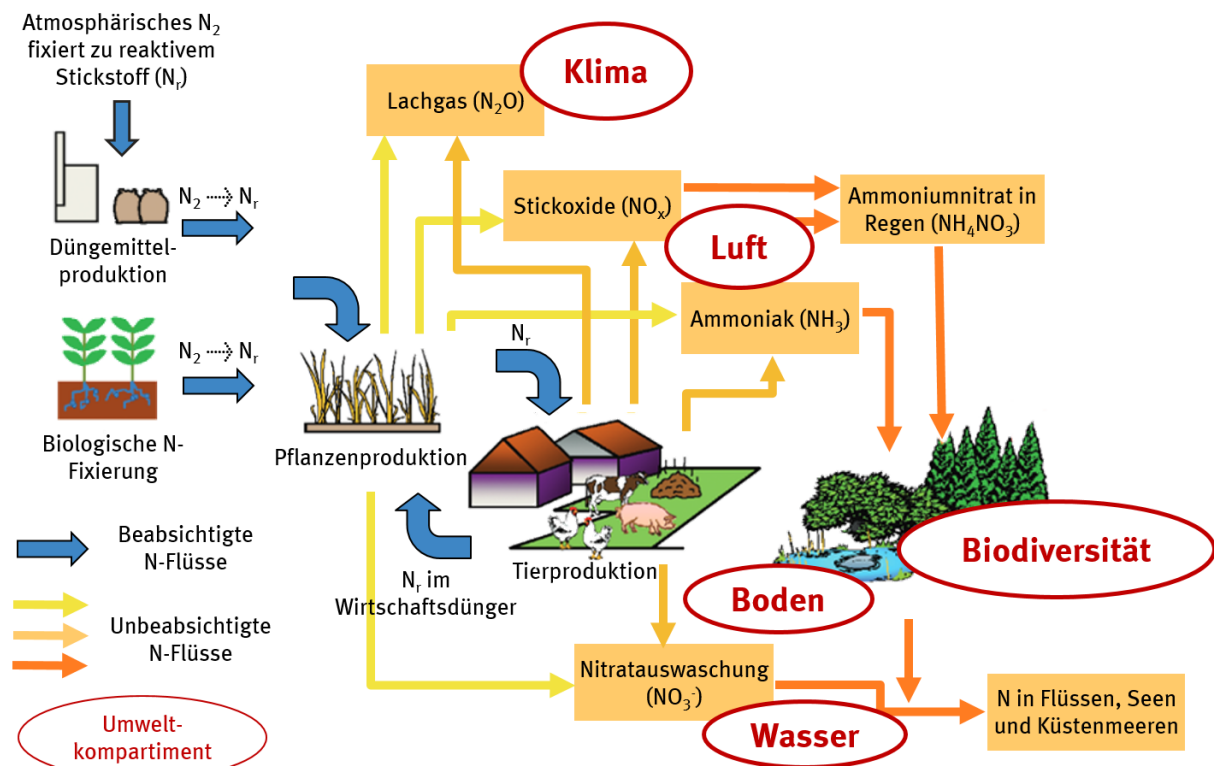 Atmosphärisches N₂
fixiert zu reaktivem
Stickstoff (Nᵣ)
N₂ ····> Nᵣ
Düngemittel-
produktion
N₂ ····> Nᵣ
Biologische N-
Fixierung
Beabsichtigte
N-Flüsse
Unbeabsichtigte
N-Flüsse
Umwelt-
kompartiment
Pflanzenproduktion
Nᵣ
Tierproduktion
Nᵣ im
Wirtschaftsdünger
Lachgas (N₂O)
Klima
Stickoxide (NOₓ)
Luft
Ammoniak (NH₃)
Ammoniumnitrat in
Regen (NH₄NO₃)
Biodiversität
Boden
Nitratauswaschung
(NO₃⁻)
Wasser
N in Flüssen, Seen
und Küstenmeeren